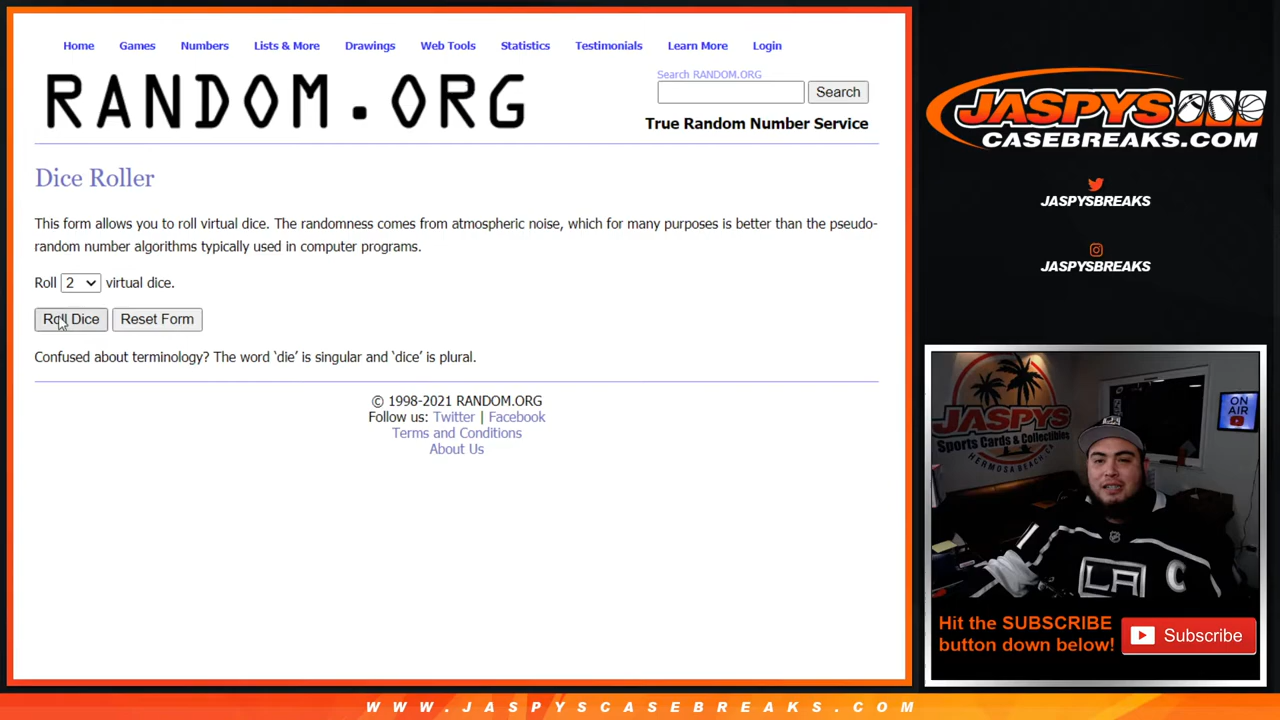 Home Games Numbers Lists & More Drawings Web Tools Statistics Testimonials Learn More Login
RANDOM.ORG
Search RANDOM.ORG
Search
True Random Number Service
Dice Roller
This form allows you to roll virtual dice. The randomness comes from atmospheric noise, which for many purposes is better than the pseudo-
random number algorithms typically used in computer programs.
Roll 2 virtual dice.
Roll Dice Reset Form
Confused about terminology? The word ‘die’ is singular and ‘dice’ is plural.
© 1998-2021 RANDOM.ORG
Follow us: Twitter | Facebook
Terms and Conditions
About Us
JASPYS
CASEBREAKS.COM
JASPYSBREAKS
JASPYSBREAKS
JASPYS
Sports Cards & Collectibles
HERMOSA BEACH, CA
ON
AIR
LA
C
Hit the SUBSCRIBE
button down below!
Subscribe
WWW.JASPYSCASEBREAKS.COM